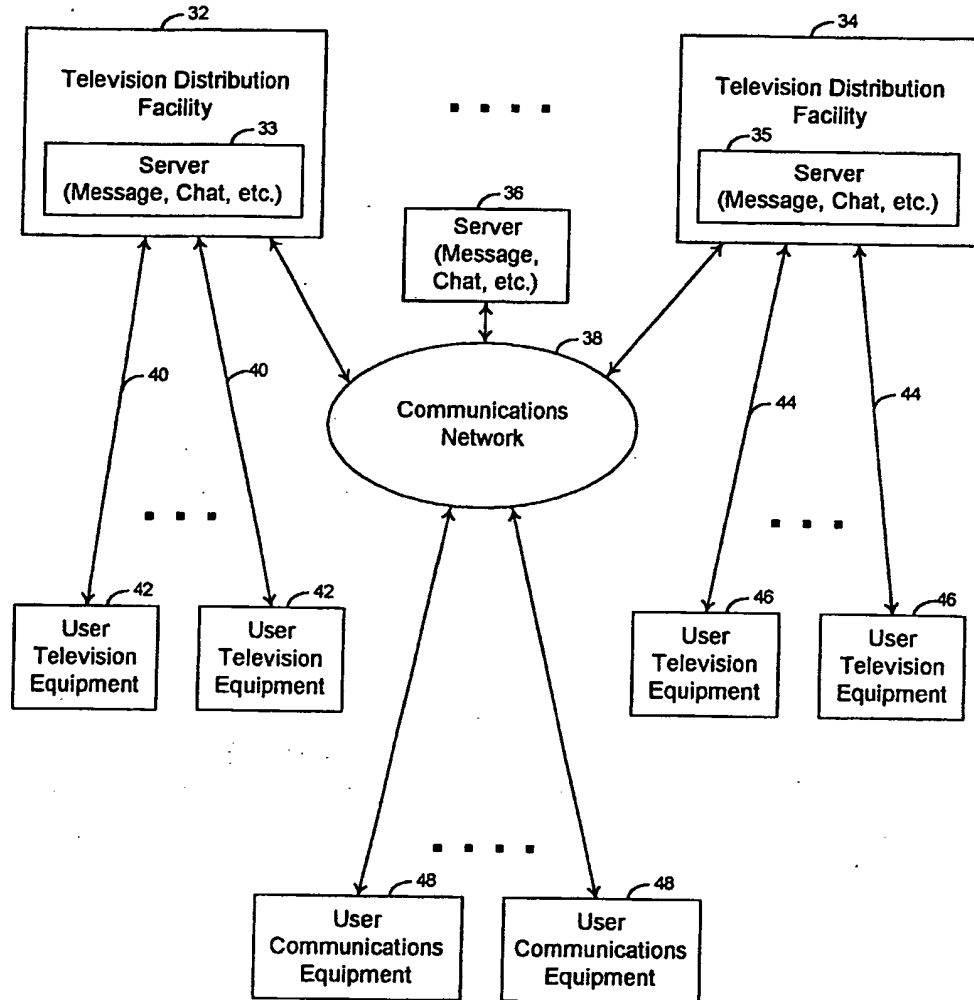 32
Television Distribution
Facility
33
Server
(Message, Chat, etc.)
34
Television Distribution
Facility
35
Server
(Message, Chat, etc.)
36
Server
(Message,
Chat, etc.)
38
Communications
Network
40
40
44
44
42
User
Television
Equipment
42
User
Television
Equipment
46
User
Television
Equipment
46
User
Television
Equipment
48
User
Communications
Equipment
48
User
Communications
Equipment